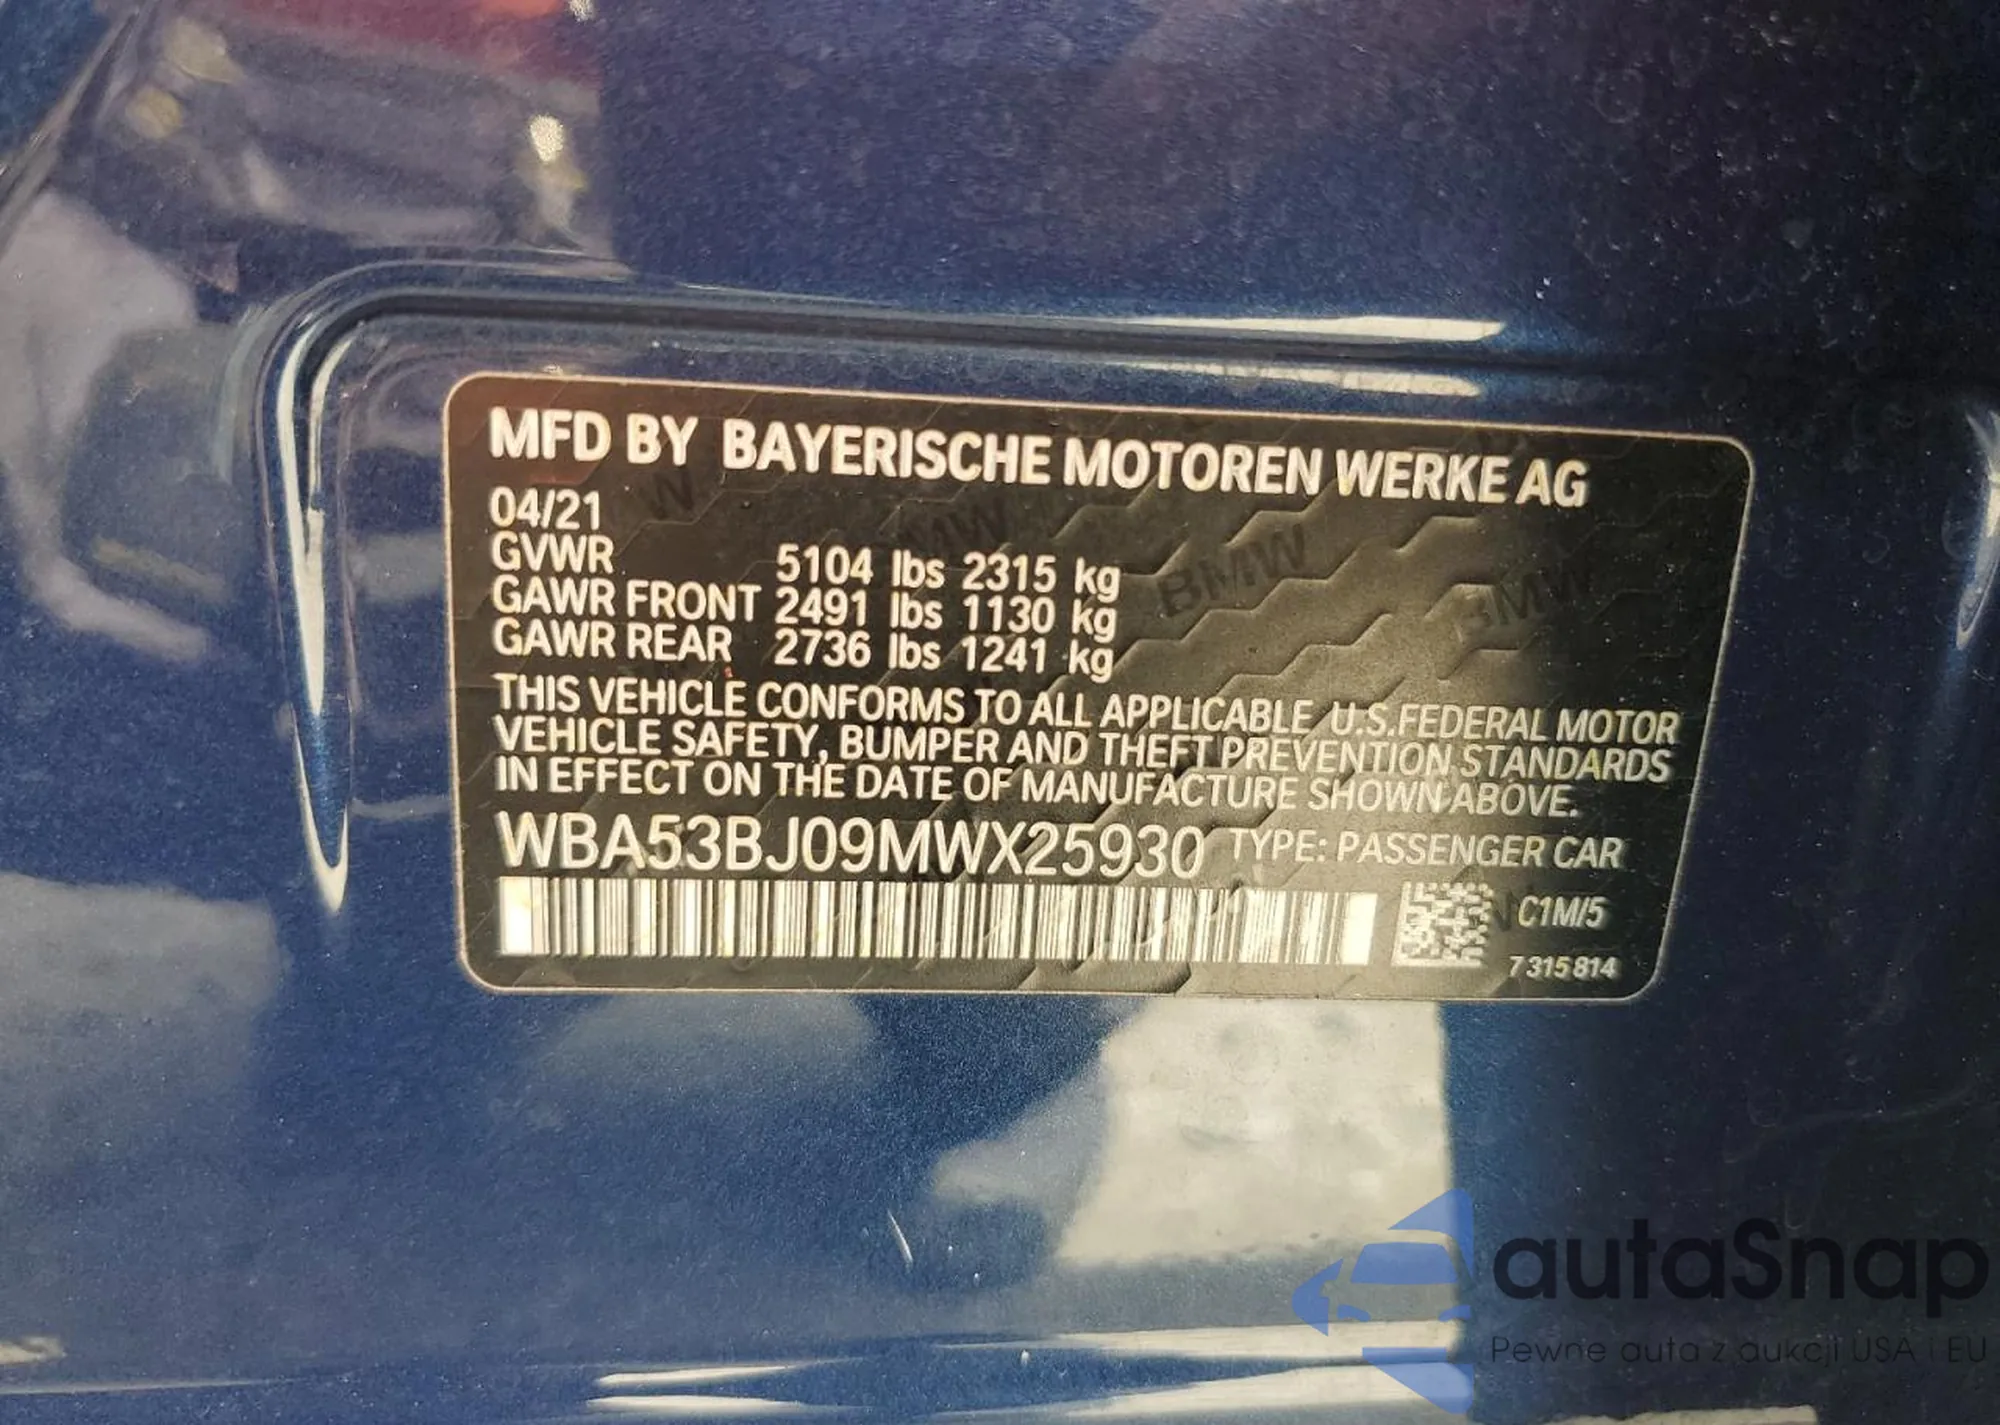 MFD BY BAYERISCHE MOTOREN WERKE AG
04/21
GVWR 5104 lbs 2315 kg
GAWR FRONT 2491 lbs 1130 kg
GAWR REAR 2736 lbs 1241 kg
THIS VEHICLE CONFORMS TO ALL APPLICABLE U.S.FEDERAL MOTOR
VEHICLE SAFETY, BUMPER AND THEFT PREVENTION STANDARDS
IN EFFECT ON THE DATE OF MANUFACTURE SHOWN ABOVE.
WBA53BJ09MWX25930 TYPE: PASSENGER CAR
C1M/5
7315814
autaSnap
Pewne auta z aukcji USA i EU